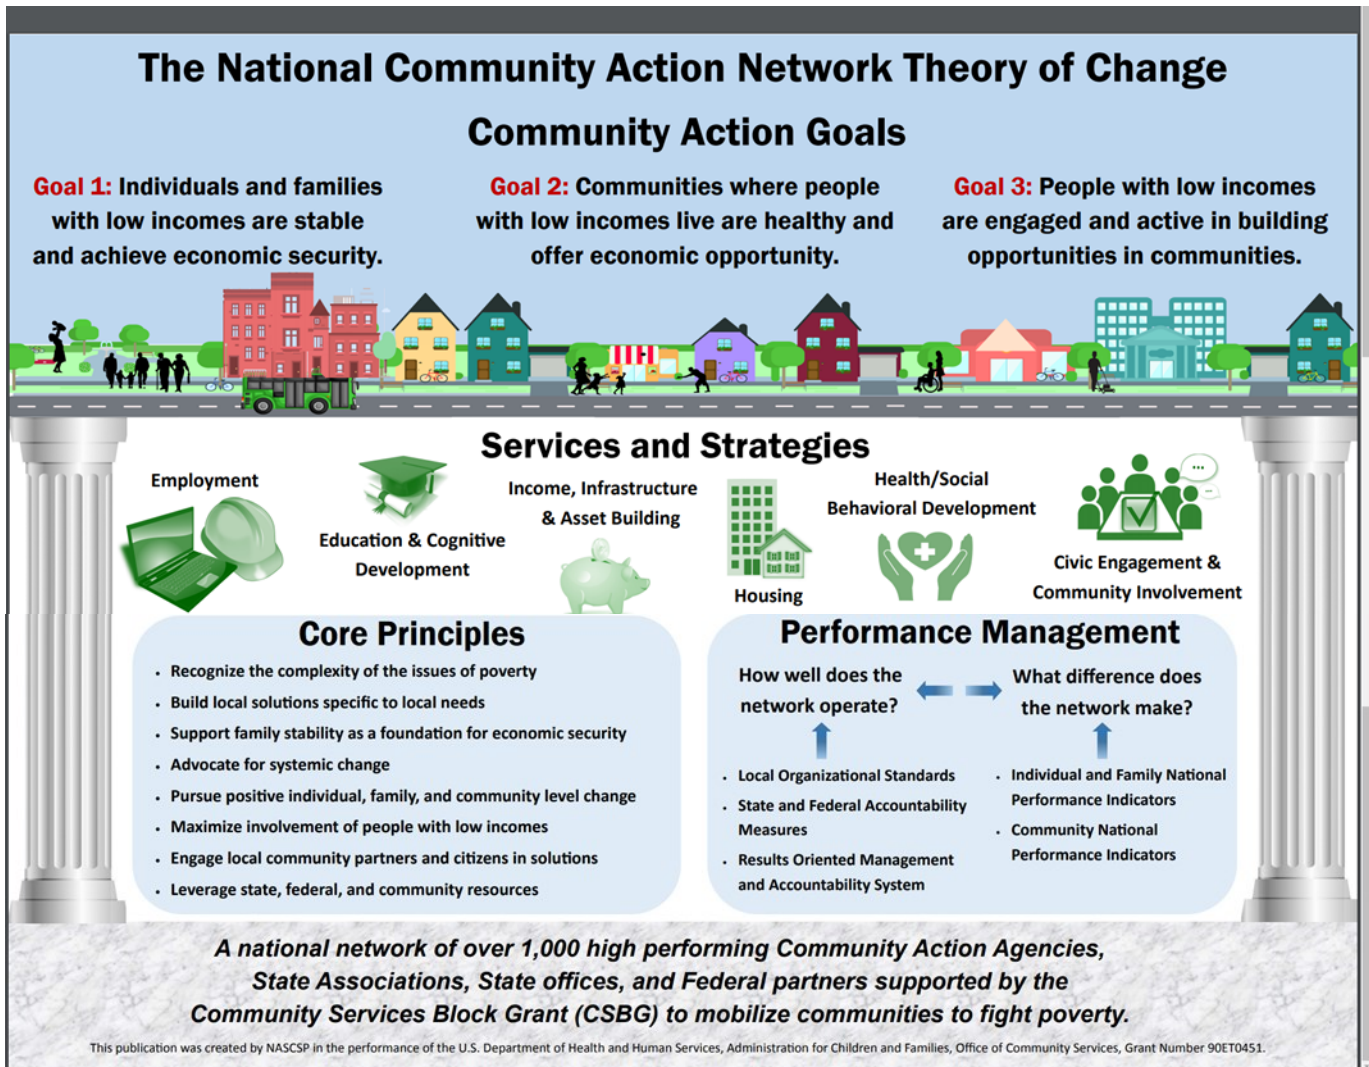 The National Community Action Network Theory of Change
Community Action Goals
Goal 1: Individuals and families
with low incomes are stable
and achieve economic security.
Goal 2: Communities where people
with low incomes live are healthy and
offer economic opportunity.
Goal 3: People with low incomes
are engaged and active in building
opportunities in communities.
Services and Strategies
Employment
Education & Cognitive
Development
Income, Infrastructure
& Asset Building
Housing
Health/Social
Behavioral Development
Civic Engagement &
Community Involvement
Core Principles
• Recognize the complexity of the issues of poverty
• Build local solutions specific to local needs
• Support family stability as a foundation for economic security
• Advocate for systemic change
• Pursue positive individual, family, and community level change
• Maximize involvement of people with low incomes
• Engage local community partners and citizens in solutions
• Leverage state, federal, and community resources
Performance Management
How well does the
network operate?
• Local Organizational Standards
• State and Federal Accountability
Measures
• Results Oriented Management
and Accountability System
What difference does
the network make?
• Individual and Family National
Performance Indicators
• Community National
Performance Indicators
A national network of over 1,000 high performing Community Action Agencies,
State Associations, State offices, and Federal partners supported by the
Community Services Block Grant (CSBG) to mobilize communities to fight poverty.
This publication was created by NASCSP in the performance of the U.S. Department of Health and Human Services, Administration for Children and Families, Office of Community Services, Grant Number 90ET0451.